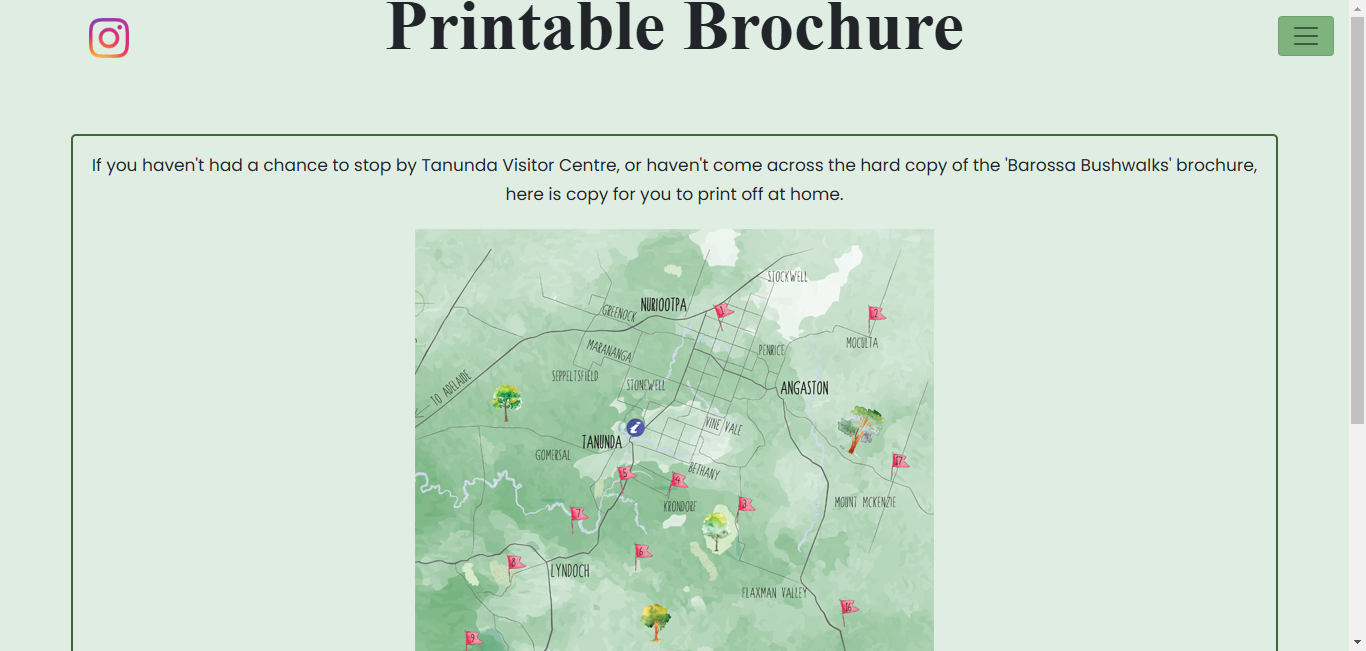 Printable Brochure
If you haven't had a chance to stop by Tanunda Visitor Centre, or haven't come across the hard copy of the 'Barossa Bushwalks' brochure,
here is copy for you to print off at home.
STOCKWELL
NURIOOTPA
GREENOCK
1
2
MOCULTA
MARANANGA
PENRICE
SEPPELTSFIELD
STONEWELL
ANGASTON
TO ADELAIDE
VINE VALE
i
TANUNDA
GOMERSAL
17
BETHANY
5
4
KRONDORF
3
MOUNT MCKENZIE
7
6
8
LYNDOCH
FLAXMAN VALLEY
16
9